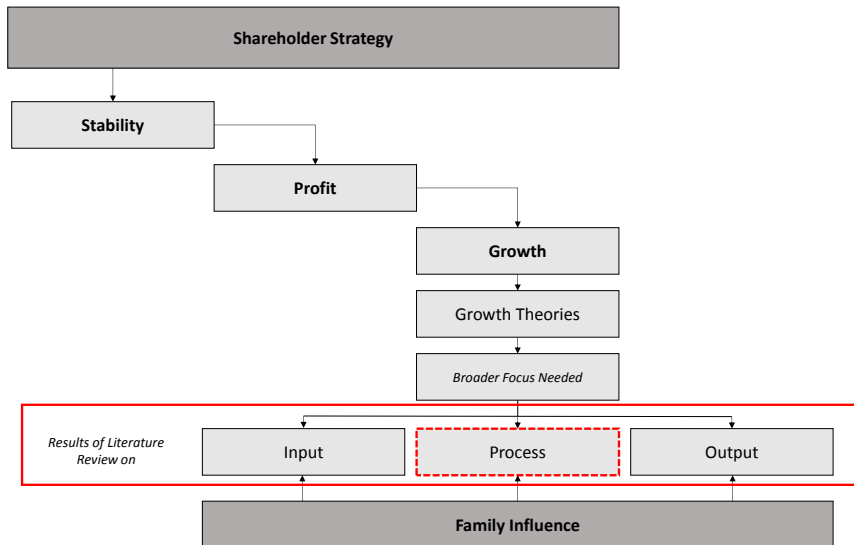 Shareholder Strategy
Stability
Profit
Growth
Growth Theories
Broader Focus Needed
Results of Literature
Review on
Input
Process
Output
Family Influence